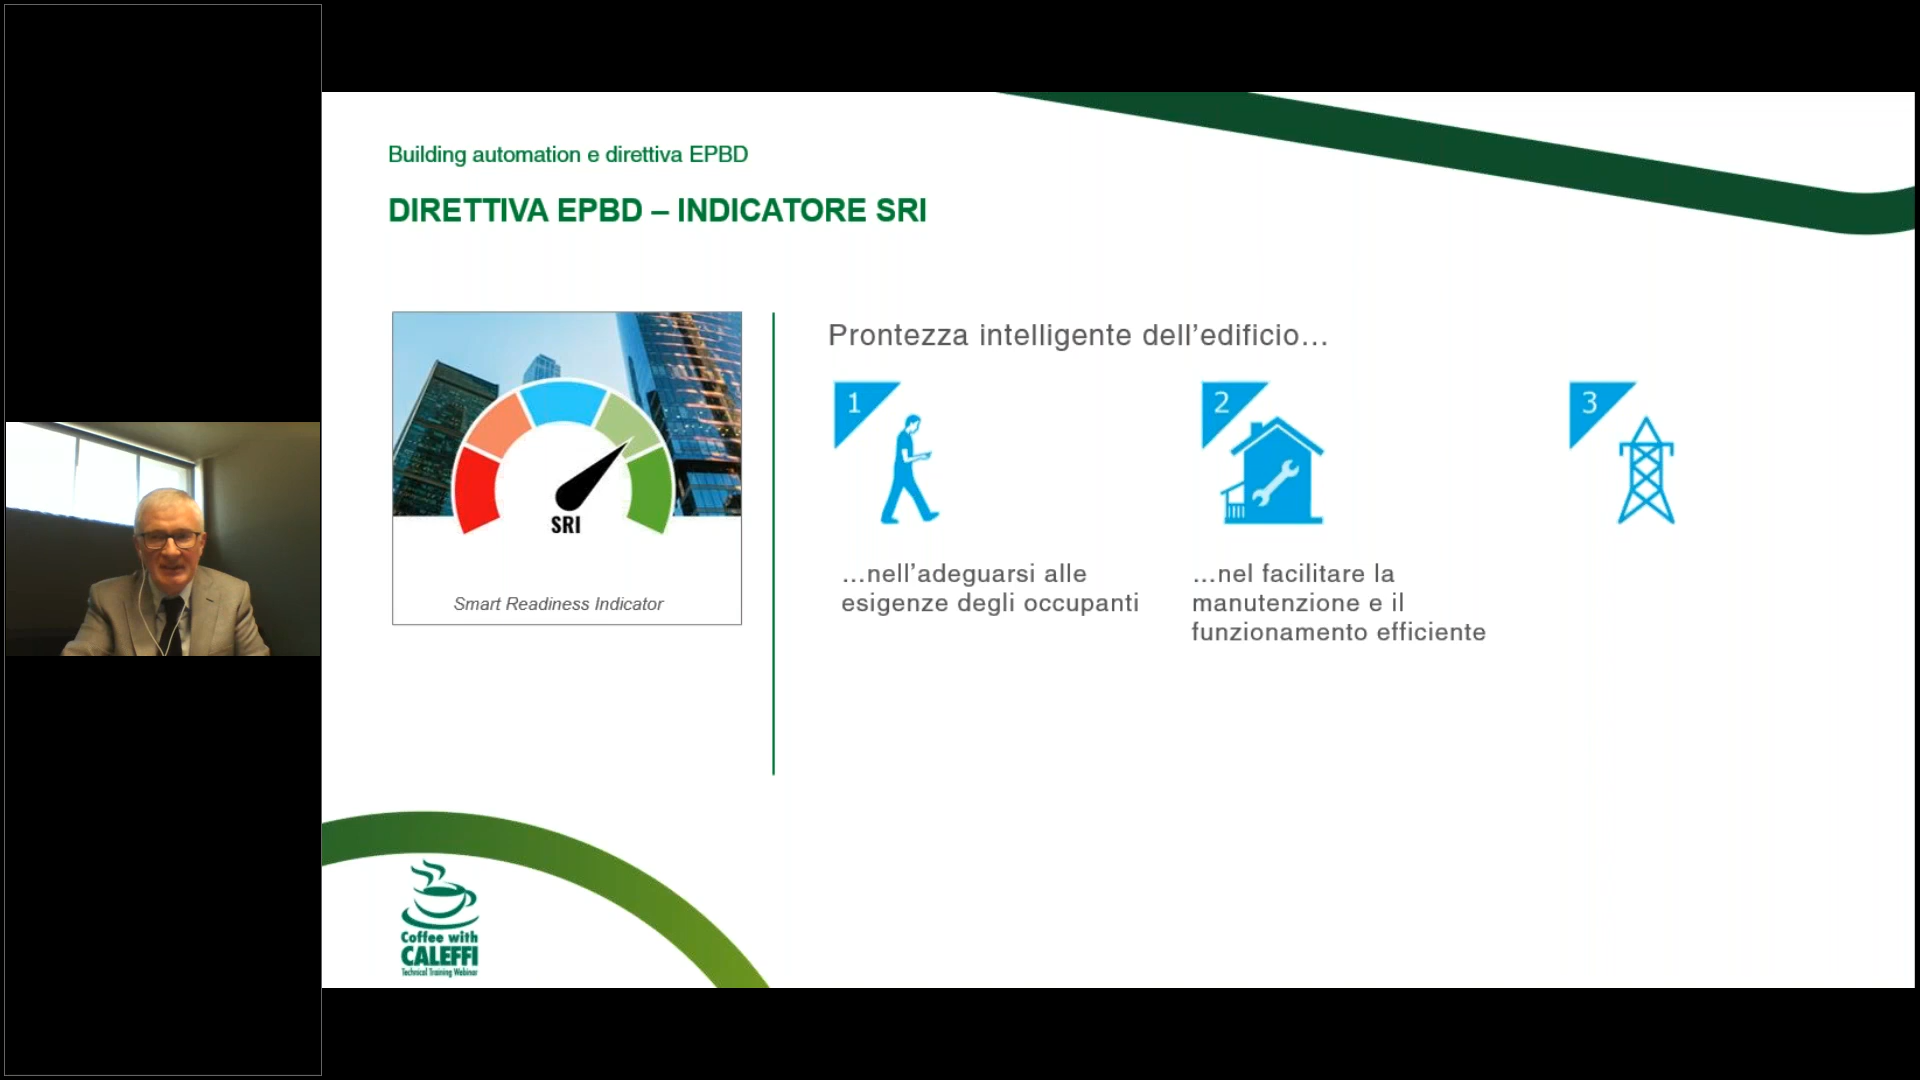 Building automation e direttiva EPBD
DIRETTIVA EPBD – INDICATORE SRI
SRI
Smart Readiness Indicator
Prontezza intelligente dell’edificio…
1
…nell’adeguarsi alle
esigenze degli occupanti
2
…nel facilitare la
manutenzione e il
funzionamento efficiente
3
Coffee with
CALEFFI
Technical Training Webinar